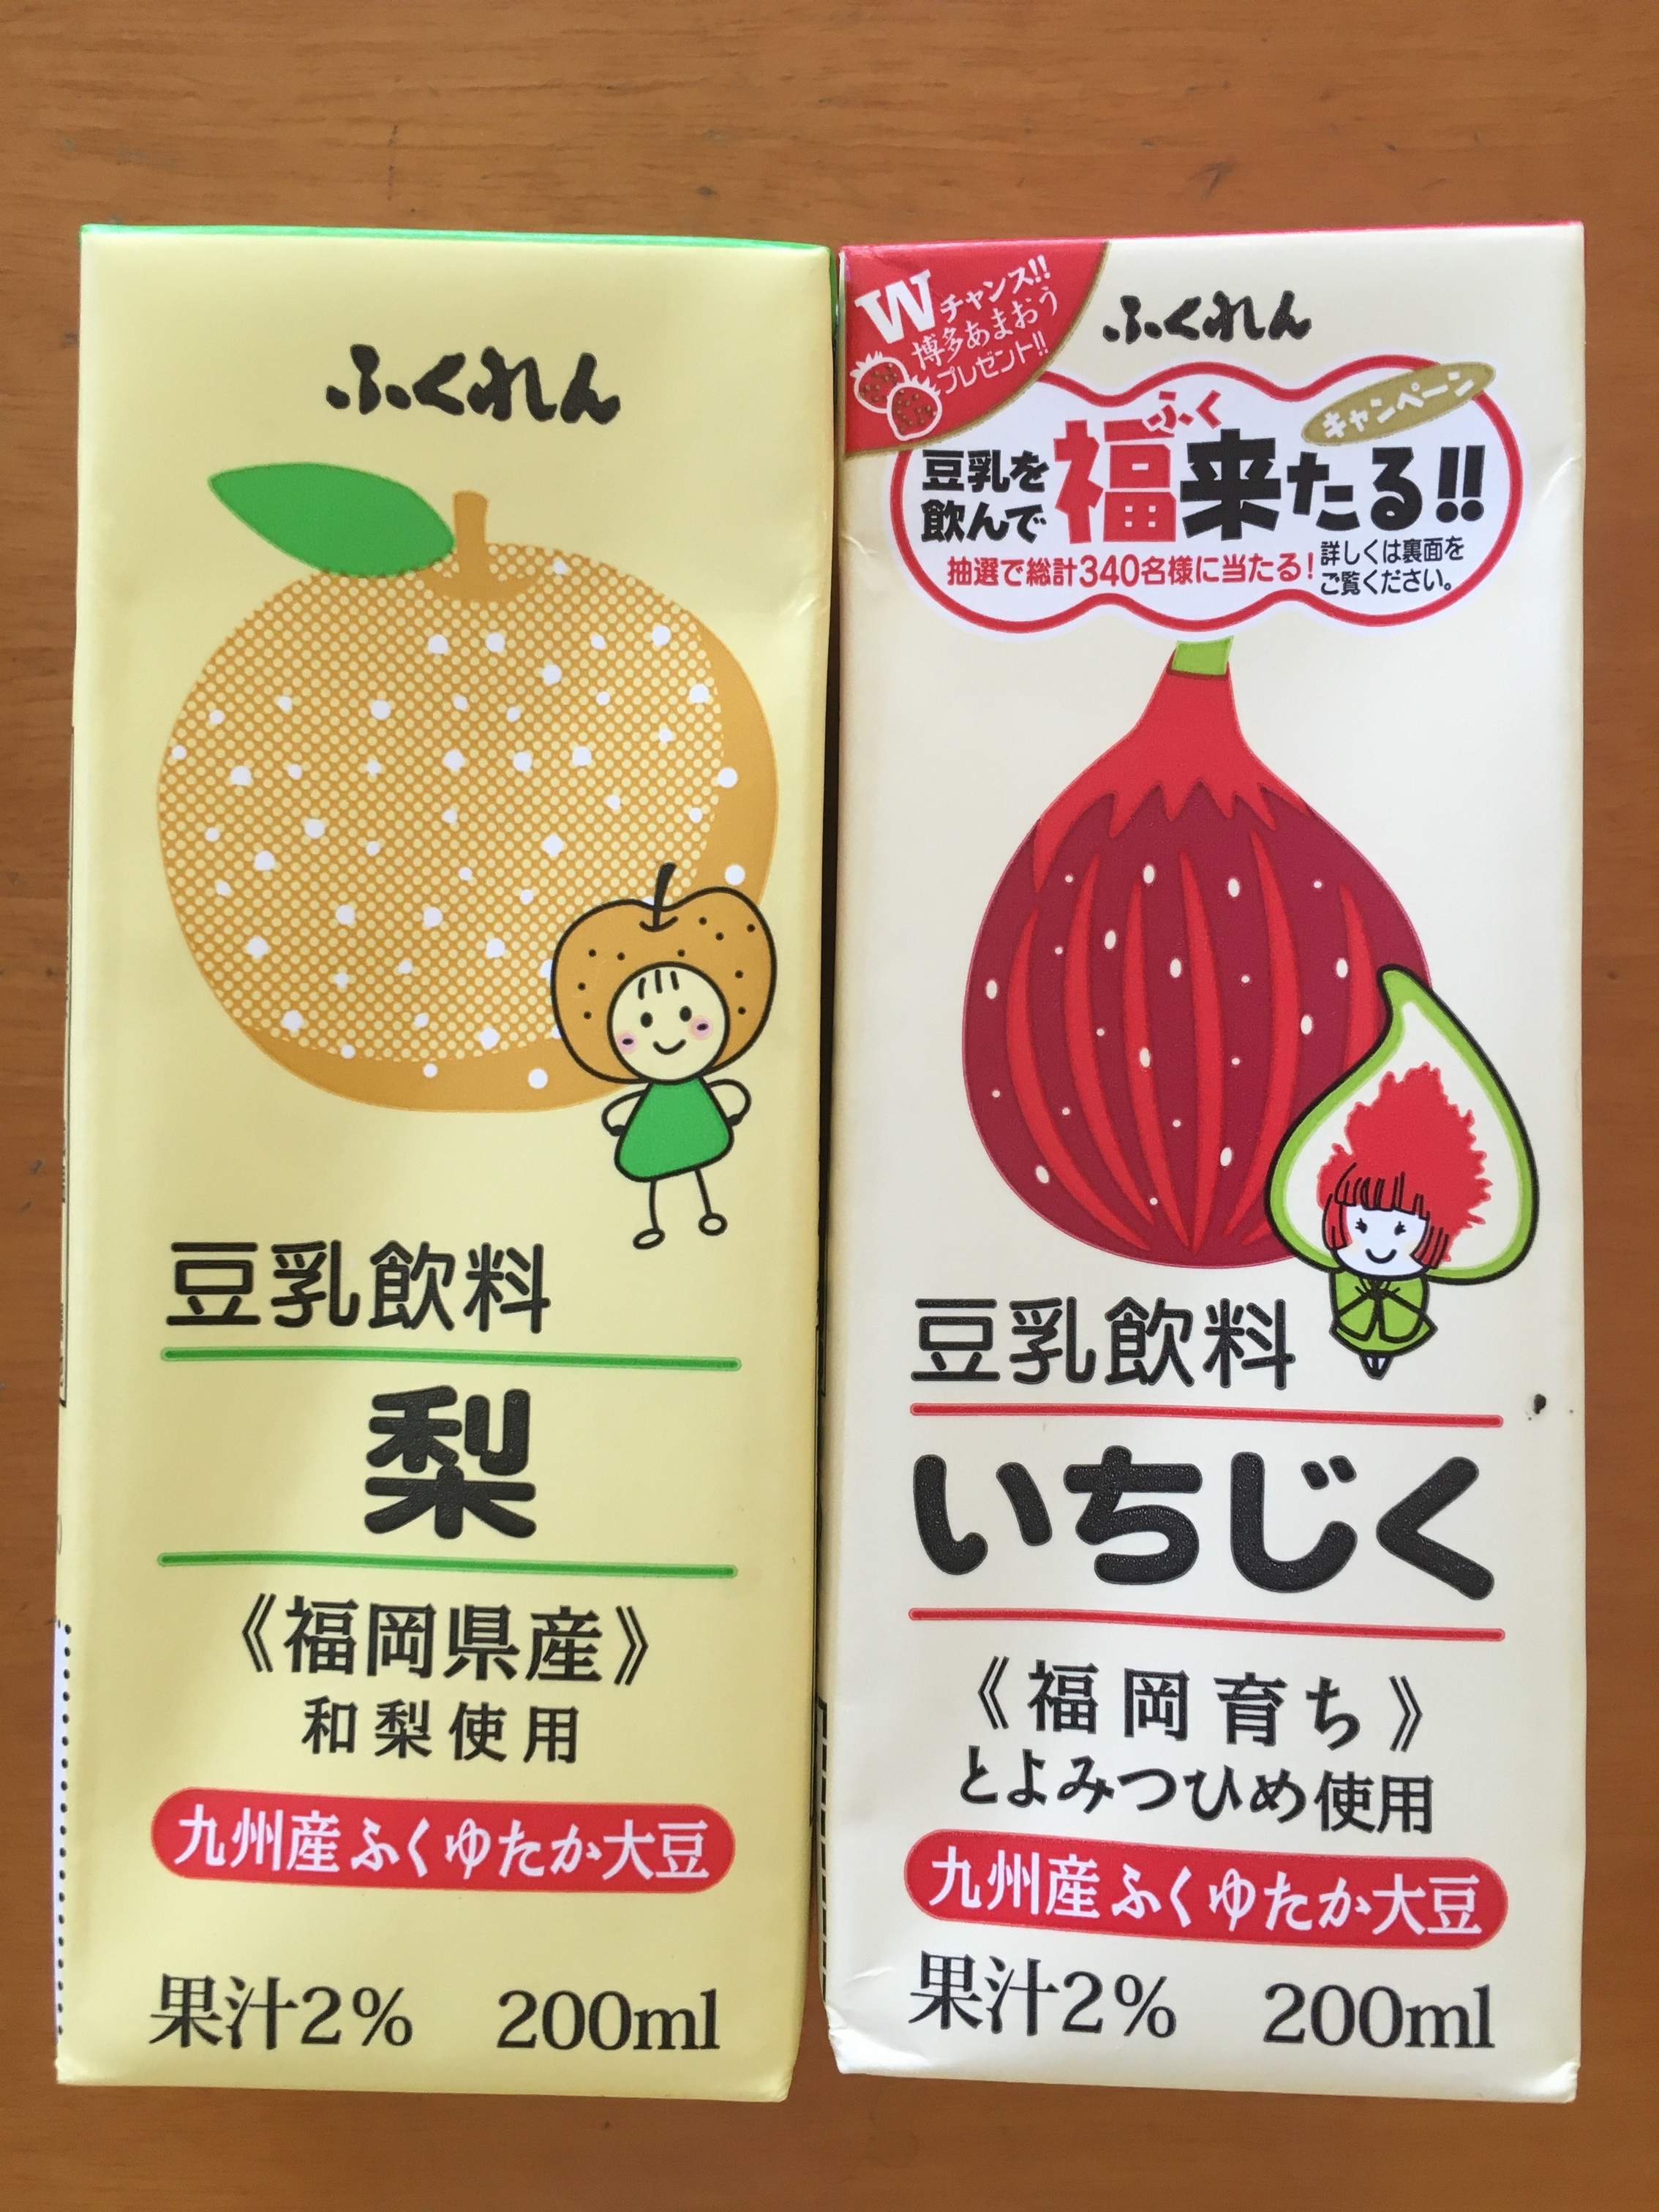 ふくれん
豆乳飲料
梨
《福岡県産》
和梨使用
九州産ふくゆたか大豆
果汁2% 200ml
Wチャンス!!
博多あまおう
プレゼント!!
ふくれん
キャンペーン
ふく
豆乳を
飲んで
福来たる!!
抽選で総計340名様に当たる!
詳しくは裏面を
ご覧ください。
豆乳飲料
いちじく
《福岡育ち》
とよみつひめ使用
九州産ふくゆたか大豆
果汁2% 200ml